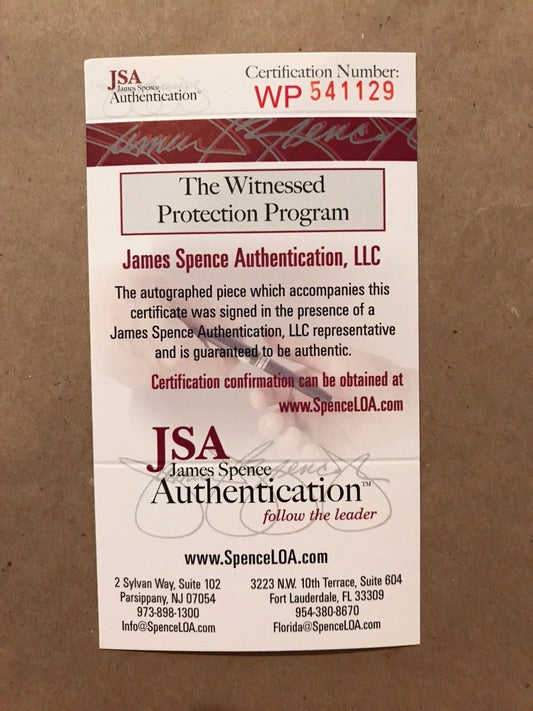 JSA
James Spence
Authentication
Certification Number:
WP 541129
James Spence
The Witnessed
Protection Program
James Spence Authentication, LLC
The autographed piece which accompanies this
certificate was signed in the presence of a
James Spence Authentication, LLC representative
and is guaranteed to be authentic.
Certification confirmation can be obtained at
www.SpenceLOA.com
JSA
James Spence
Authentication™
follow the leader
www.SpenceLOA.com
2 Sylvan Way, Suite 102
Parsippany, NJ 07054
973-898-1300
Info@SpenceLOA.com
3223 N.W. 10th Terrace, Suite 604
Fort Lauderdale, FL 33309
954-380-8670
Florida@SpenceLOA.com